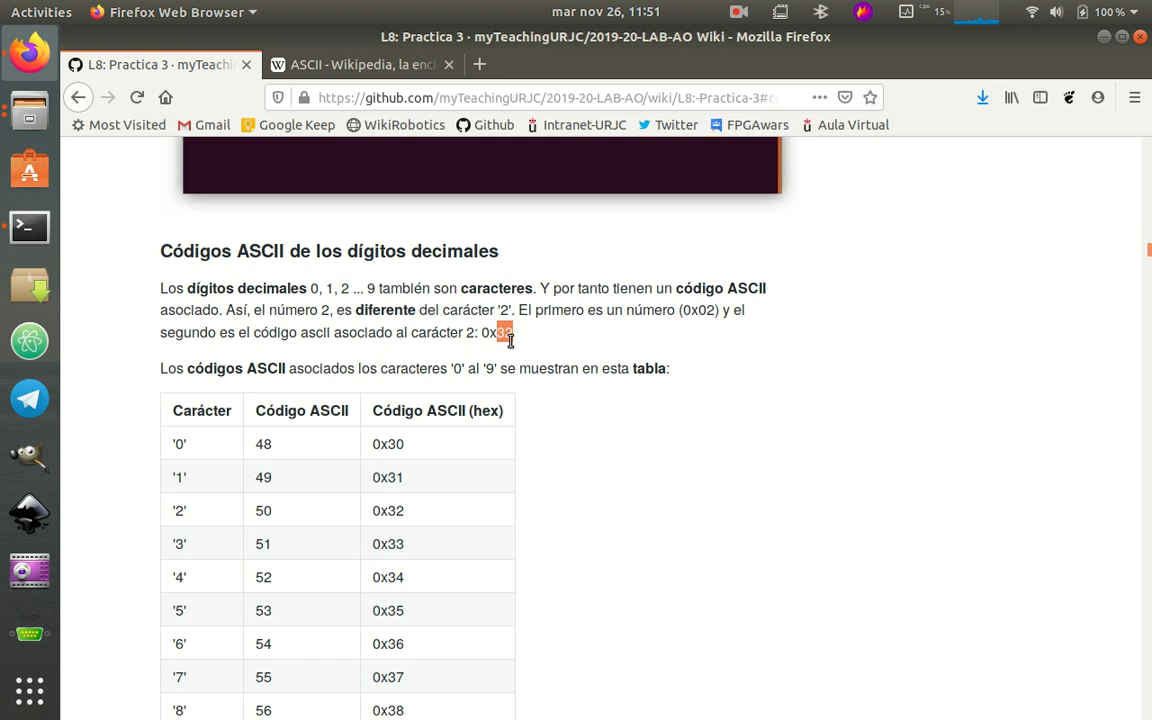 Activities
Firefox Web Browser
mar nov 26, 11:51
cpu 15%
100 %
L8: Practica 3 · myTeachingURJC/2019-20-LAB-AO Wiki - Mozilla Firefox
L8: Practica 3 · myTeachi
ASCII - Wikipedia, la enci
https://github.com/myTeachingURJC/2019-20-LAB-AO/wiki/L8:-Practica-3#c
Most Visited
Gmail
Google Keep
WikiRobotics
Github
Intranet-URJC
Twitter
FPGAwars
Aula Virtual
Códigos ASCII de los dígitos decimales
Los dígitos decimales 0, 1, 2 ... 9 también son caracteres. Y por tanto tienen un código ASCII
asociado. Así, el número 2, es diferente del carácter '2'. El primero es un número (0x02) y el
segundo es el código ascii asociado al carácter 2: 0x32
Los códigos ASCII asociados los caracteres '0' al '9' se muestran en esta tabla:
Carácter Código ASCII Código ASCII (hex)
'0' 48 0x30
'1' 49 0x31
'2' 50 0x32
'3' 51 0x33
'4' 52 0x34
'5' 53 0x35
'6' 54 0x36
'7' 55 0x37
'8' 56 0x38